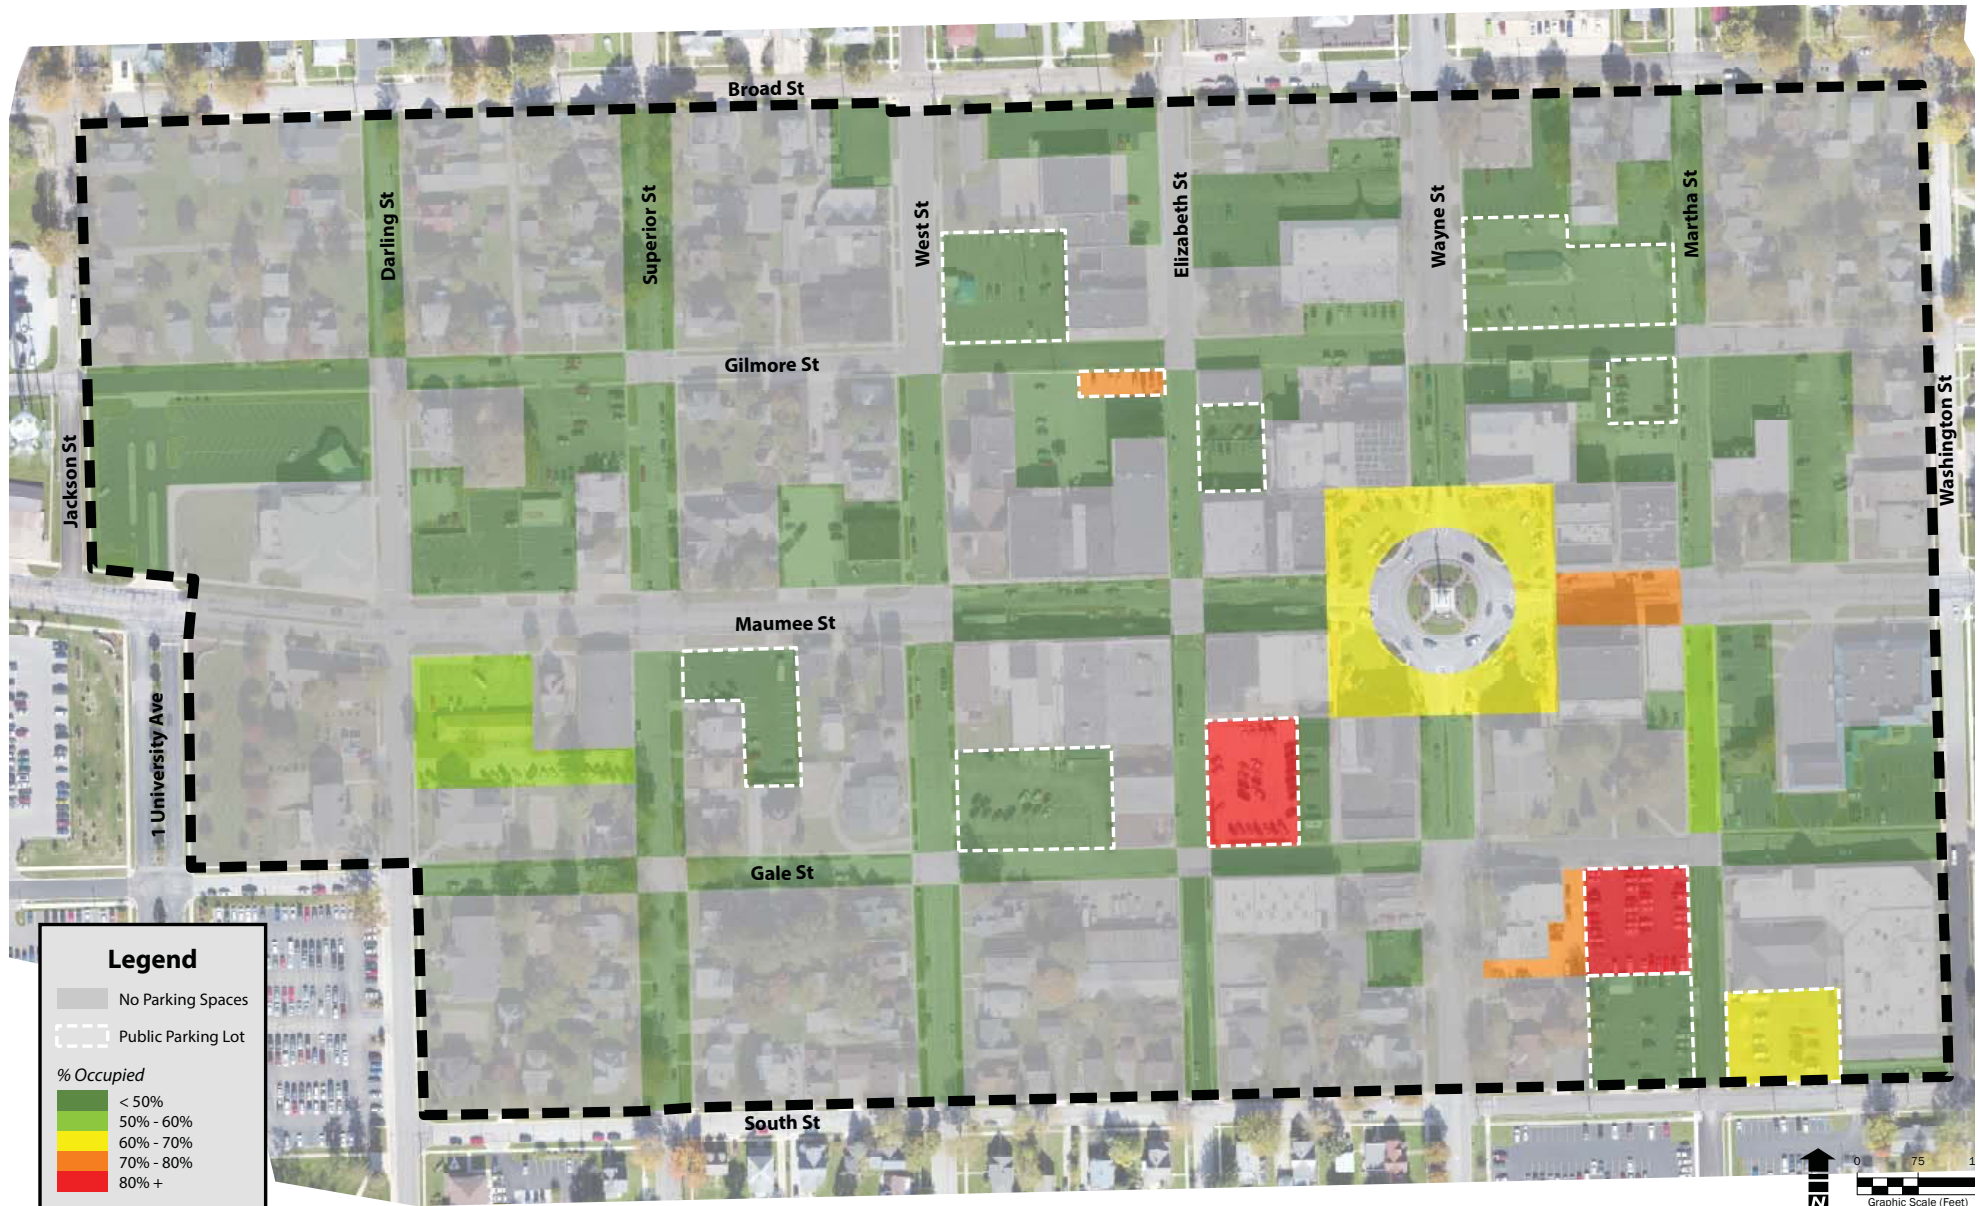 Broad St
Darling St
Superior St
West St
Elizabeth St
Wayne St
Martha St
Gilmore St
Jackson St
Washington St
Maumee St
1 University Ave
Gale St
South St
Legend
No Parking Spaces
Public Parking Lot
% Occupied
< 50%
50% - 60%
60% - 70%
70% - 80%
80% +
N
0 75 1
Graphic Scale (Feet)